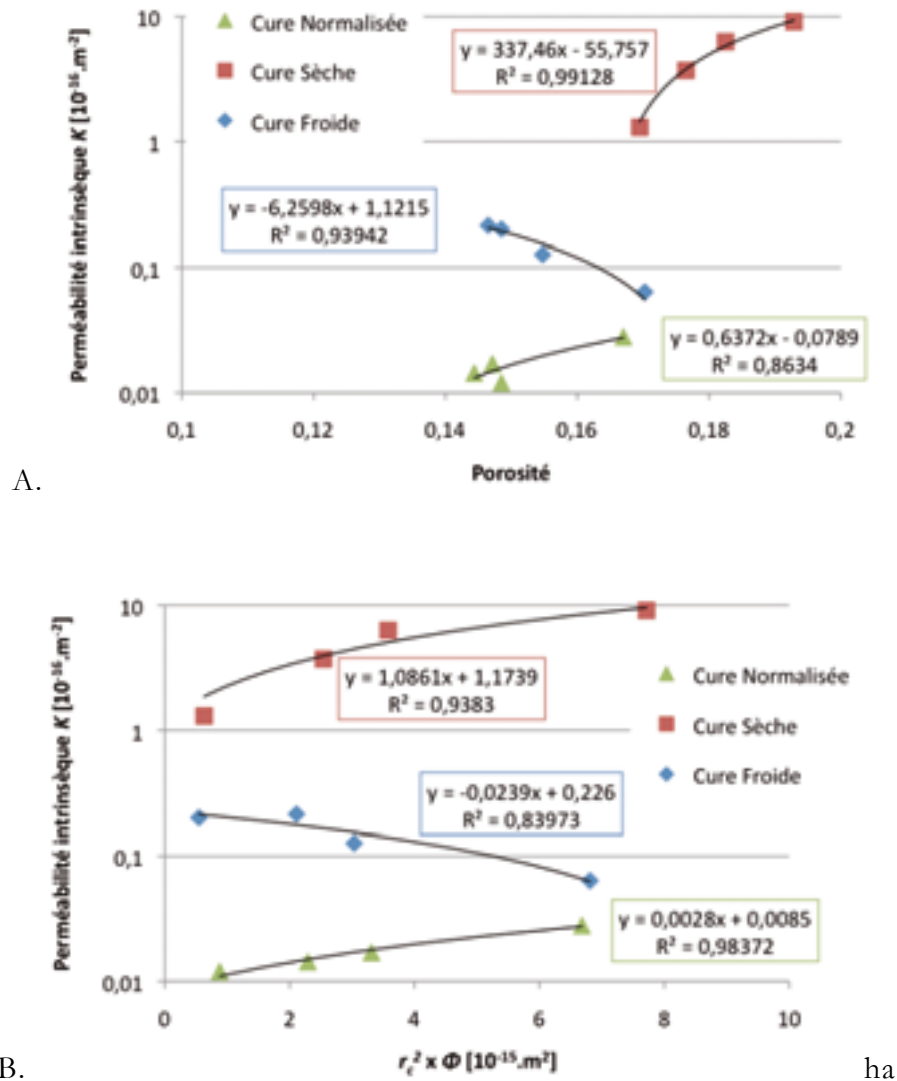 10
Cure Normalisée
y = 337,46x - 55,757
R² = 0,99128
Cure Sèche
Cure Froide
1
y = -6,2598x + 1,1215
R² = 0,93942
0,1
y = 0,6372x - 0,0789
R² = 0,8634
0,01
0,1 0,12 0,14 0,16 0,18 0,2
Porosité
Perméabilité intrinsèque K [10⁻¹⁶.m⁻²]
A.
10
y = 1,0861x + 1,1739
R² = 0,9383
Cure Normalisée
Cure Sèche
Cure Froide
1
y = -0,0239x + 0,226
R² = 0,83973
0,1
y = 0,0028x + 0,0085
R² = 0,98372
0,01
0 2 4 6 8 10
Perméabilité intrinsèque K [10⁻¹⁶.m⁻²]
x Φ [10⁻¹⁵.m²]
B.
ha